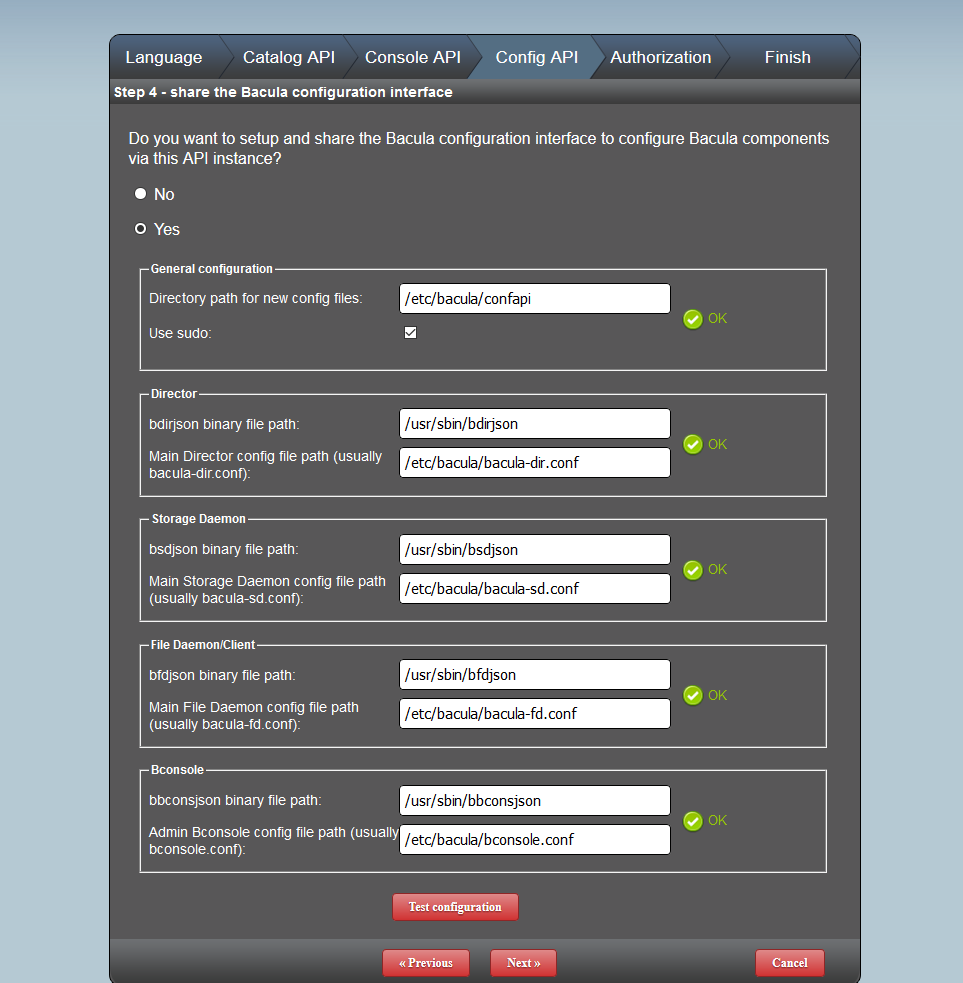 Language
Catalog API
Console API
Config API
Authorization
Finish
Step 4 - share the Bacula configuration interface
Do you want to setup and share the Bacula configuration interface to configure Bacula components
via this API instance?
No
Yes
General configuration
Directory path for new config files:
/etc/bacula/confapi
OK
Use sudo:
Director
bdirjson binary file path:
/usr/sbin/bdirjson
OK
Main Director config file path (usually
bacula-dir.conf):
/etc/bacula/bacula-dir.conf
Storage Daemon
bsdjson binary file path:
/usr/sbin/bsdjson
OK
Main Storage Daemon config file path
(usually bacula-sd.conf):
/etc/bacula/bacula-sd.conf
File Daemon/Client
bfdjson binary file path:
/usr/sbin/bfdjson
OK
Main File Daemon config file path
(usually bacula-fd.conf):
/etc/bacula/bacula-fd.conf
Bconsole
bbconsjson binary file path:
/usr/sbin/bbconsjson
OK
Admin Bconsole config file path (usually
bconsole.conf):
/etc/bacula/bconsole.conf
Test configuration
« Previous
Next »
Cancel